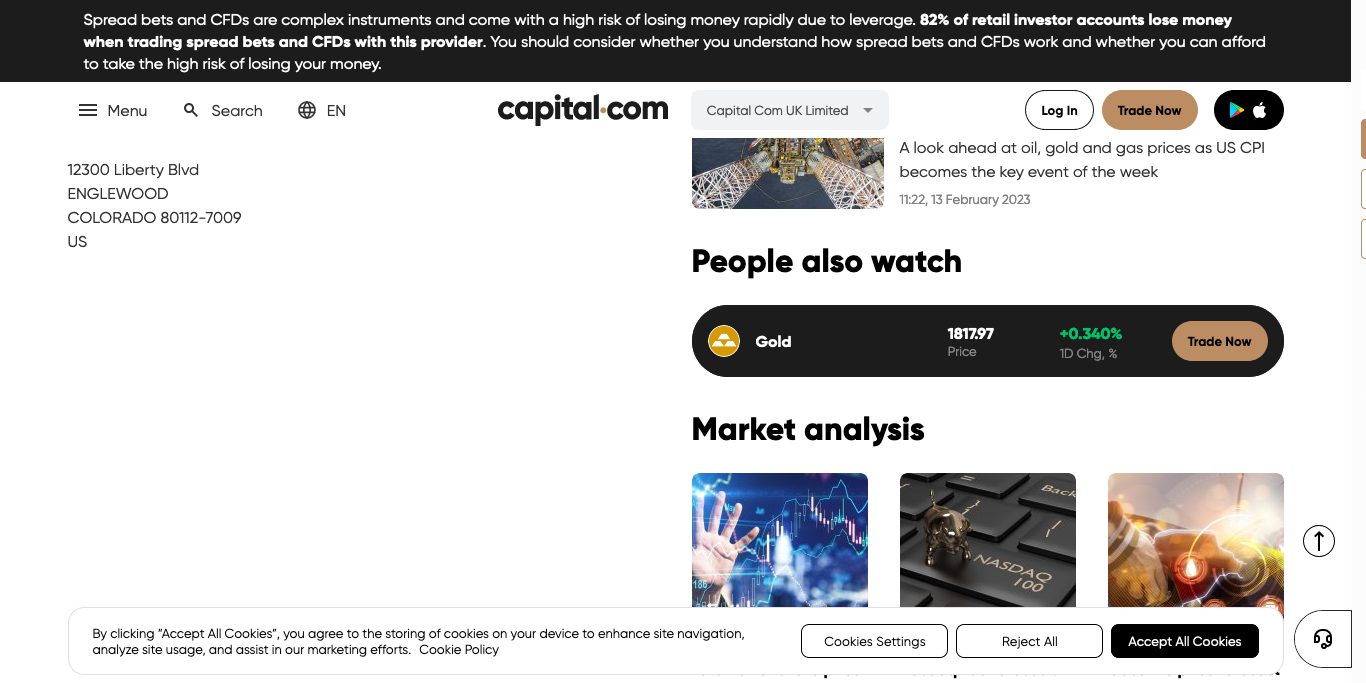 Spread bets and CFDs are complex instruments and come with a high risk of losing money rapidly due to leverage. 82% of retail investor accounts lose money
when trading spread bets and CFDs with this provider. You should consider whether you understand how spread bets and CFDs work and whether you can afford
to take the high risk of losing your money.
Menu
Search
EN
capital.com
Capital Com UK Limited
Log In
Trade Now
12300 Liberty Blvd
ENGLEWOOD
COLORADO 80112-7009
US
A look ahead at oil, gold and gas prices as US CPI
becomes the key event of the week
11:22, 13 February 2023
People also watch
Gold
1817.97
Price
+0.340%
1D Chg, %
Trade Now
Market analysis
186
Back
NASDAQ
100
By clicking “Accept All Cookies”, you agree to the storing of cookies on your device to enhance site navigation,
analyze site usage, and assist in our marketing efforts. Cookie Policy
Cookies Settings
Reject All
Accept All Cookies